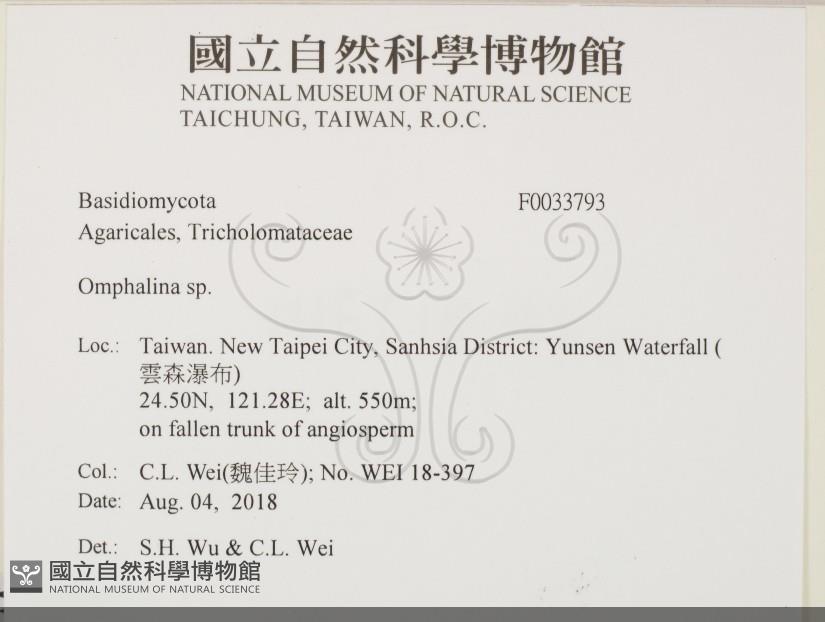 國立自然科學博物館
NATIONAL MUSEUM OF NATURAL SCIENCE
TAICHUNG, TAIWAN, R.O.C.
Basidiomycota F0033793
Agaricales, Tricholomataceae
Omphalina sp.
Loc.: Taiwan. New Taipei City, Sanhsia District: Yunsen Waterfall (
雲森瀑布)
24.50N, 121.28E; alt. 550m;
on fallen trunk of angiosperm
Col.: C.L. Wei(魏佳玲); No. WEI 18-397
Date: Aug. 04, 2018
Det.: S.H. Wu & C.L. Wei
國立自然科學博物館
NATIONAL MUSEUM OF NATURAL SCIENCE